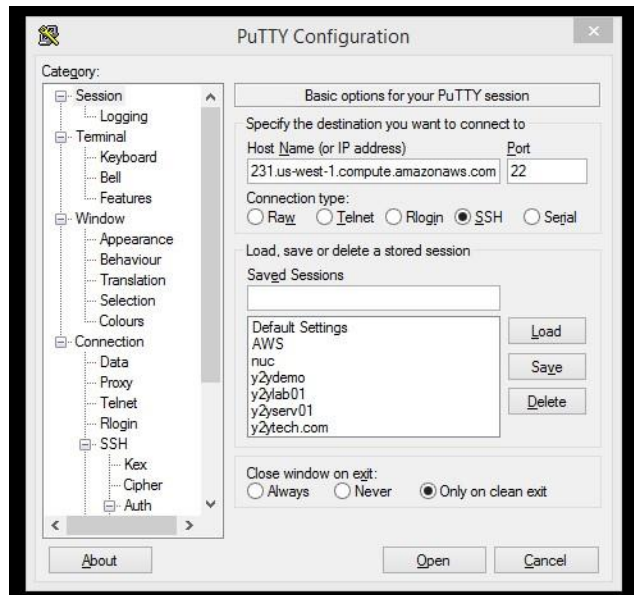 PuTTY Configuration
Category:
Session
Logging
Terminal
Keyboard
Bell
Features
Window
Appearance
Behaviour
Translation
Selection
Colours
Connection
Data
Proxy
Telnet
Rlogin
SSH
Kex
Cipher
Auth
Basic options for your PuTTY session
Specify the destination you want to connect to
Host Name (or IP address) Port
231.us-west-1.compute.amazonaws.com 22
Connection type:
Raw Telnet Rlogin SSH Serial
Load, save or delete a stored session
Saved Sessions
Default Settings
AWS
nuc
y2ydemo
y2ylab01
y2yserv01
y2ytech.com
Load
Save
Delete
Close window on exit:
Always Never Only on clean exit
About Open Cancel